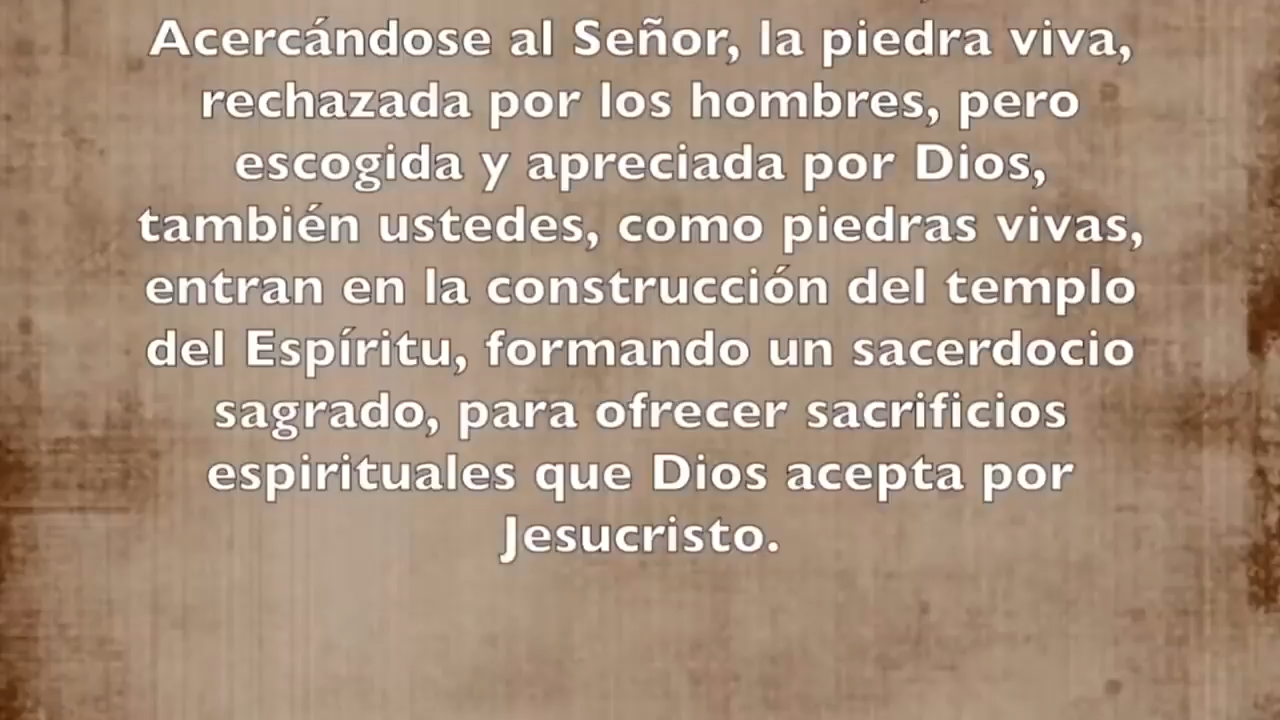 Acercándose al Señor, la piedra viva,
rechazada por los hombres, pero
escogida y apreciada por Dios,
también ustedes, como piedras vivas,
entran en la construcción del templo
del Espíritu, formando un sacerdocio
sagrado, para ofrecer sacrificios
espirituales que Dios acepta por
Jesucristo.